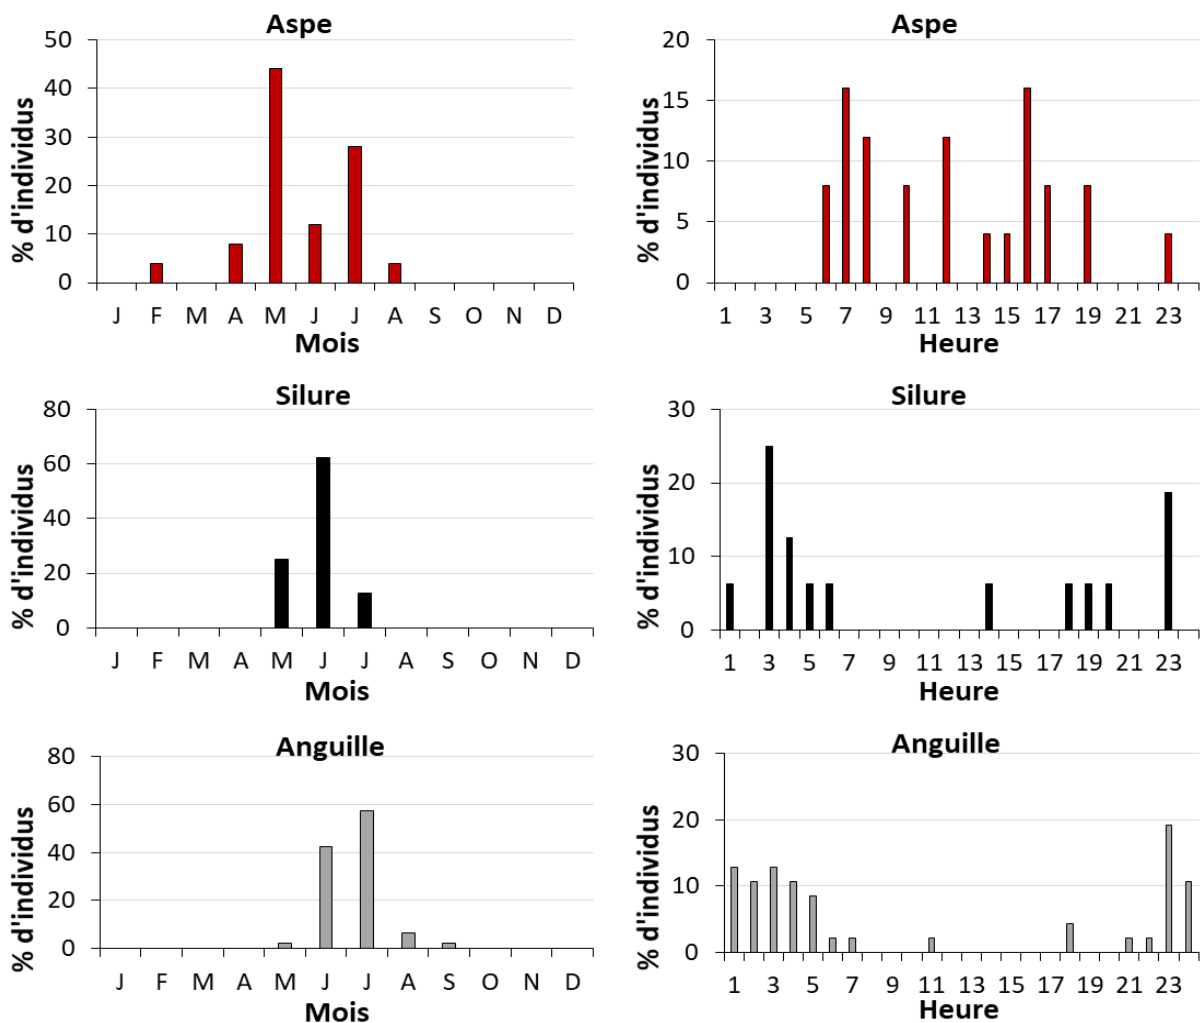 Aspe
50
40
30
20
10
0
% d'individus
J F M A M J J A S O N D
Mois
Aspe
20
15
10
5
0
% d'individus
1 3 5 7 9 11 13 15 17 19 21 23
Heure
Silure
80
60
40
20
0
% d'individus
J F M A M J J A S O N D
Mois
Silure
30
20
10
0
% d'individus
1 3 5 7 9 11 13 15 17 19 21 23
Heure
Anguille
80
60
40
20
0
% d'individus
J F M A M J J A S O N D
Mois
Anguille
30
20
10
0
% d'individus
1 3 5 7 9 11 13 15 17 19 21 23
Heure